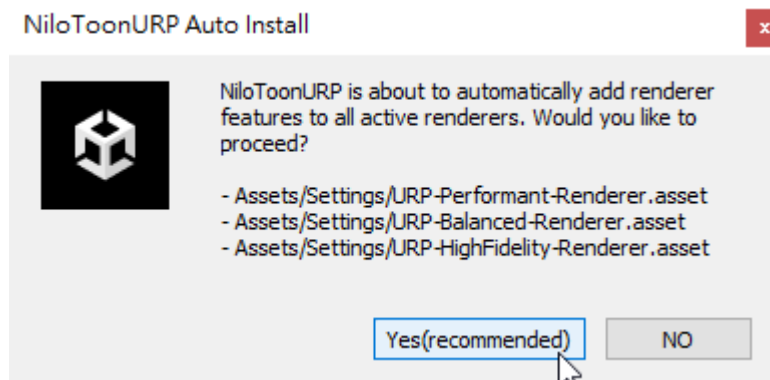 NiloToonURP Auto Install
x
NiloToonURP is about to automatically add renderer
features to all active renderers. Would you like to
proceed?
- Assets/Settings/URP-Performant-Renderer.asset
- Assets/Settings/URP-Balanced-Renderer.asset
- Assets/Settings/URP-HighFidelity-Renderer.asset
Yes(recommended)
NO